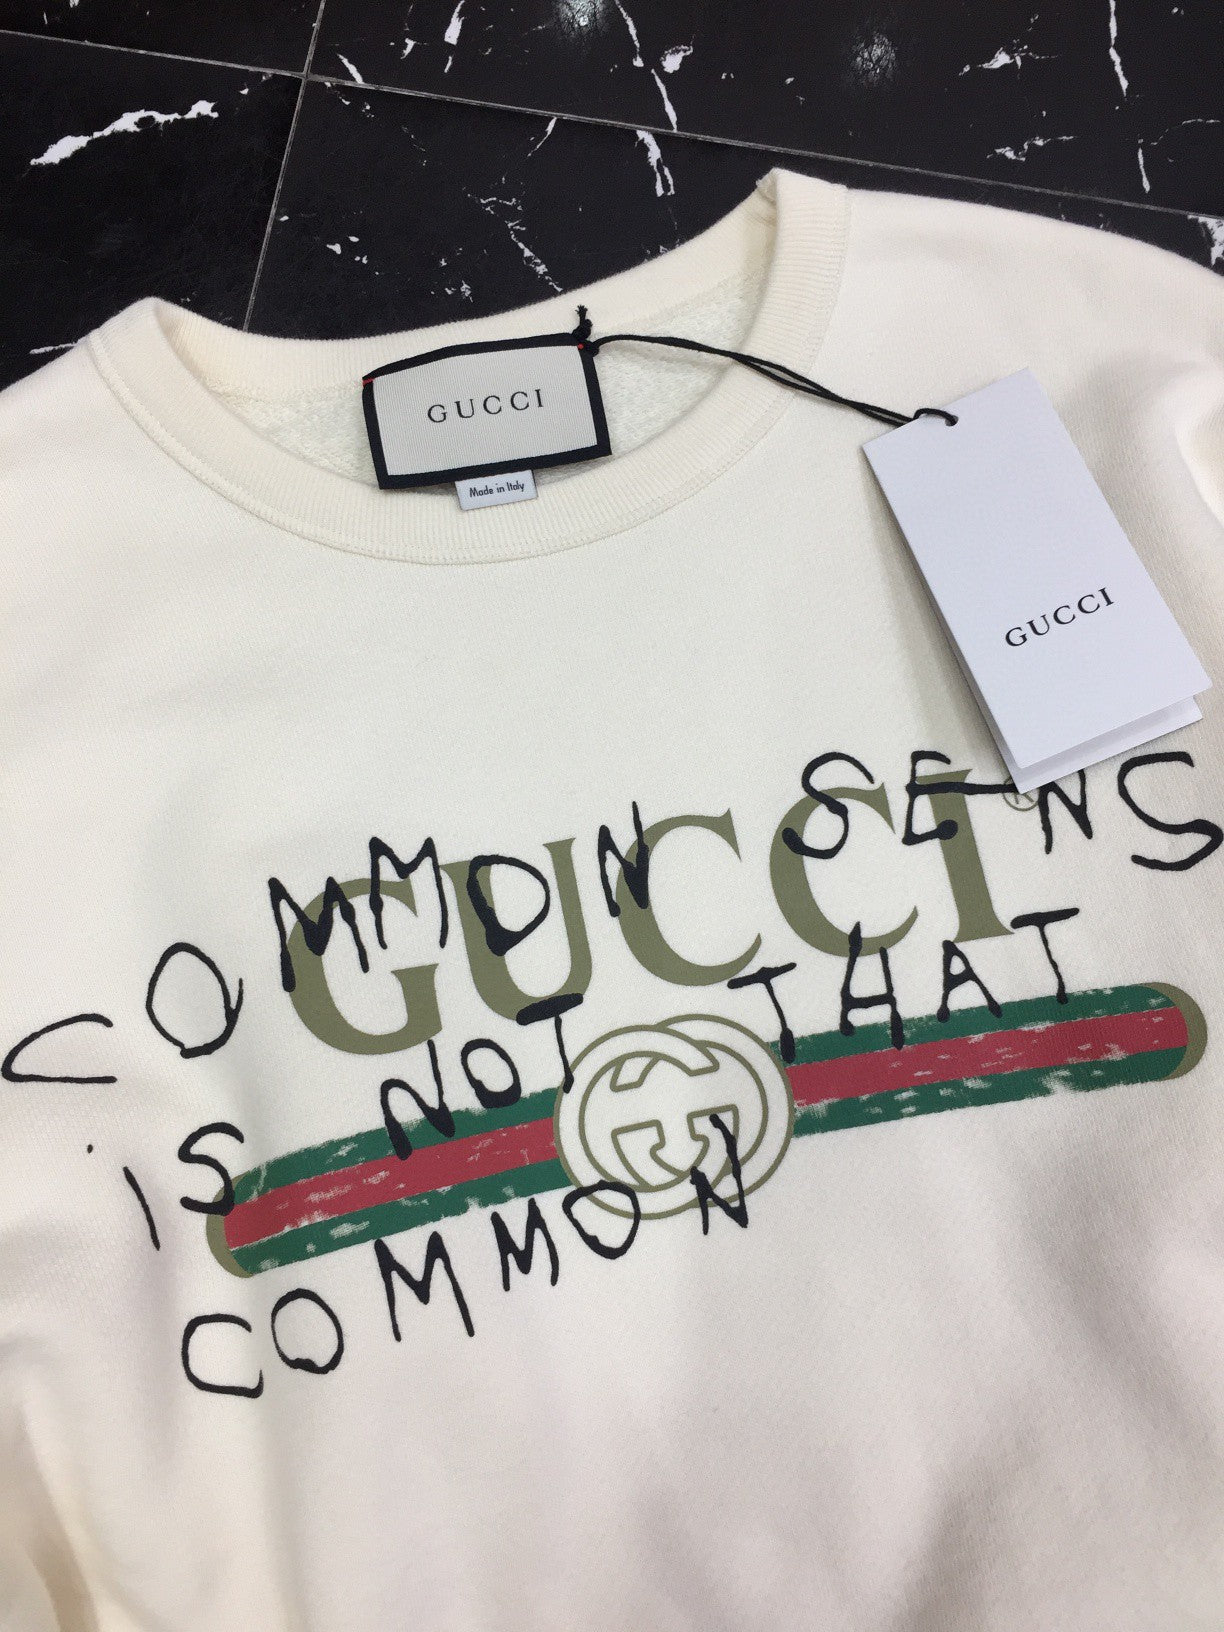 GUCCI
Made in Italy
GUCCI
GUCCI ®
COMMON SENS
iS NOT THAT
COMMON